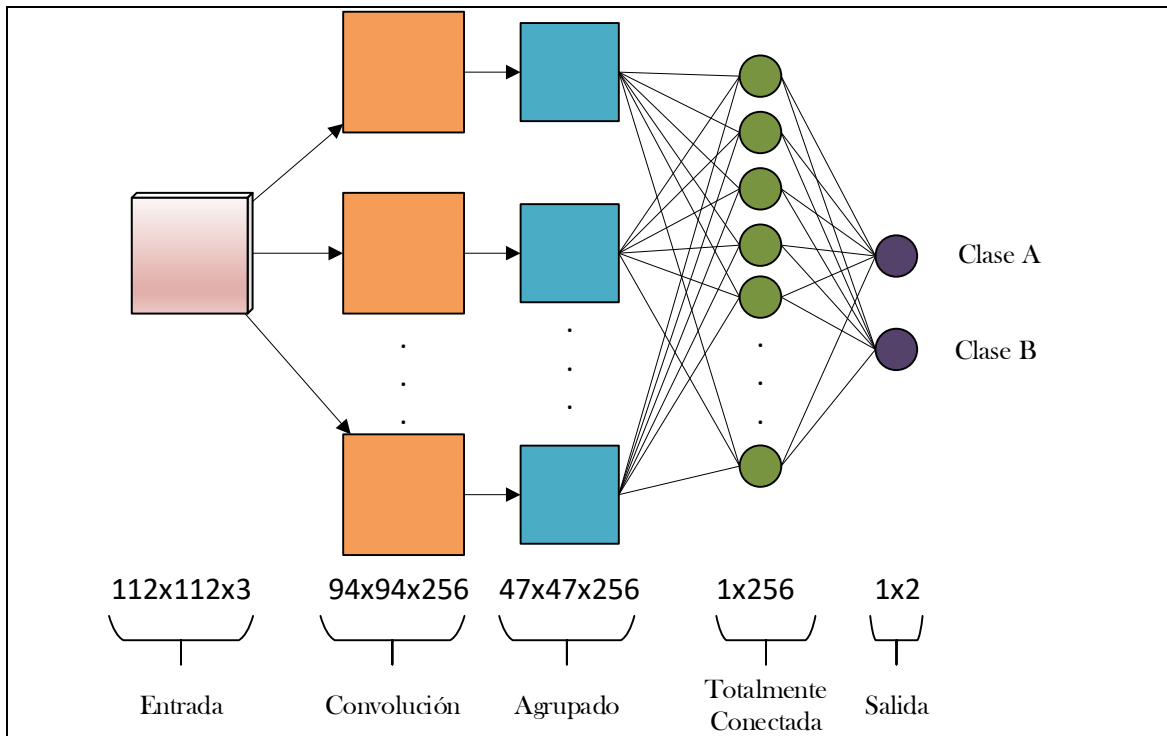 Clase A
Clase B
112x112x3
94x94x256
47x47x256
1x256
1x2
Entrada
Convolución
Agrupado
Totalmente
Conectada
Salida